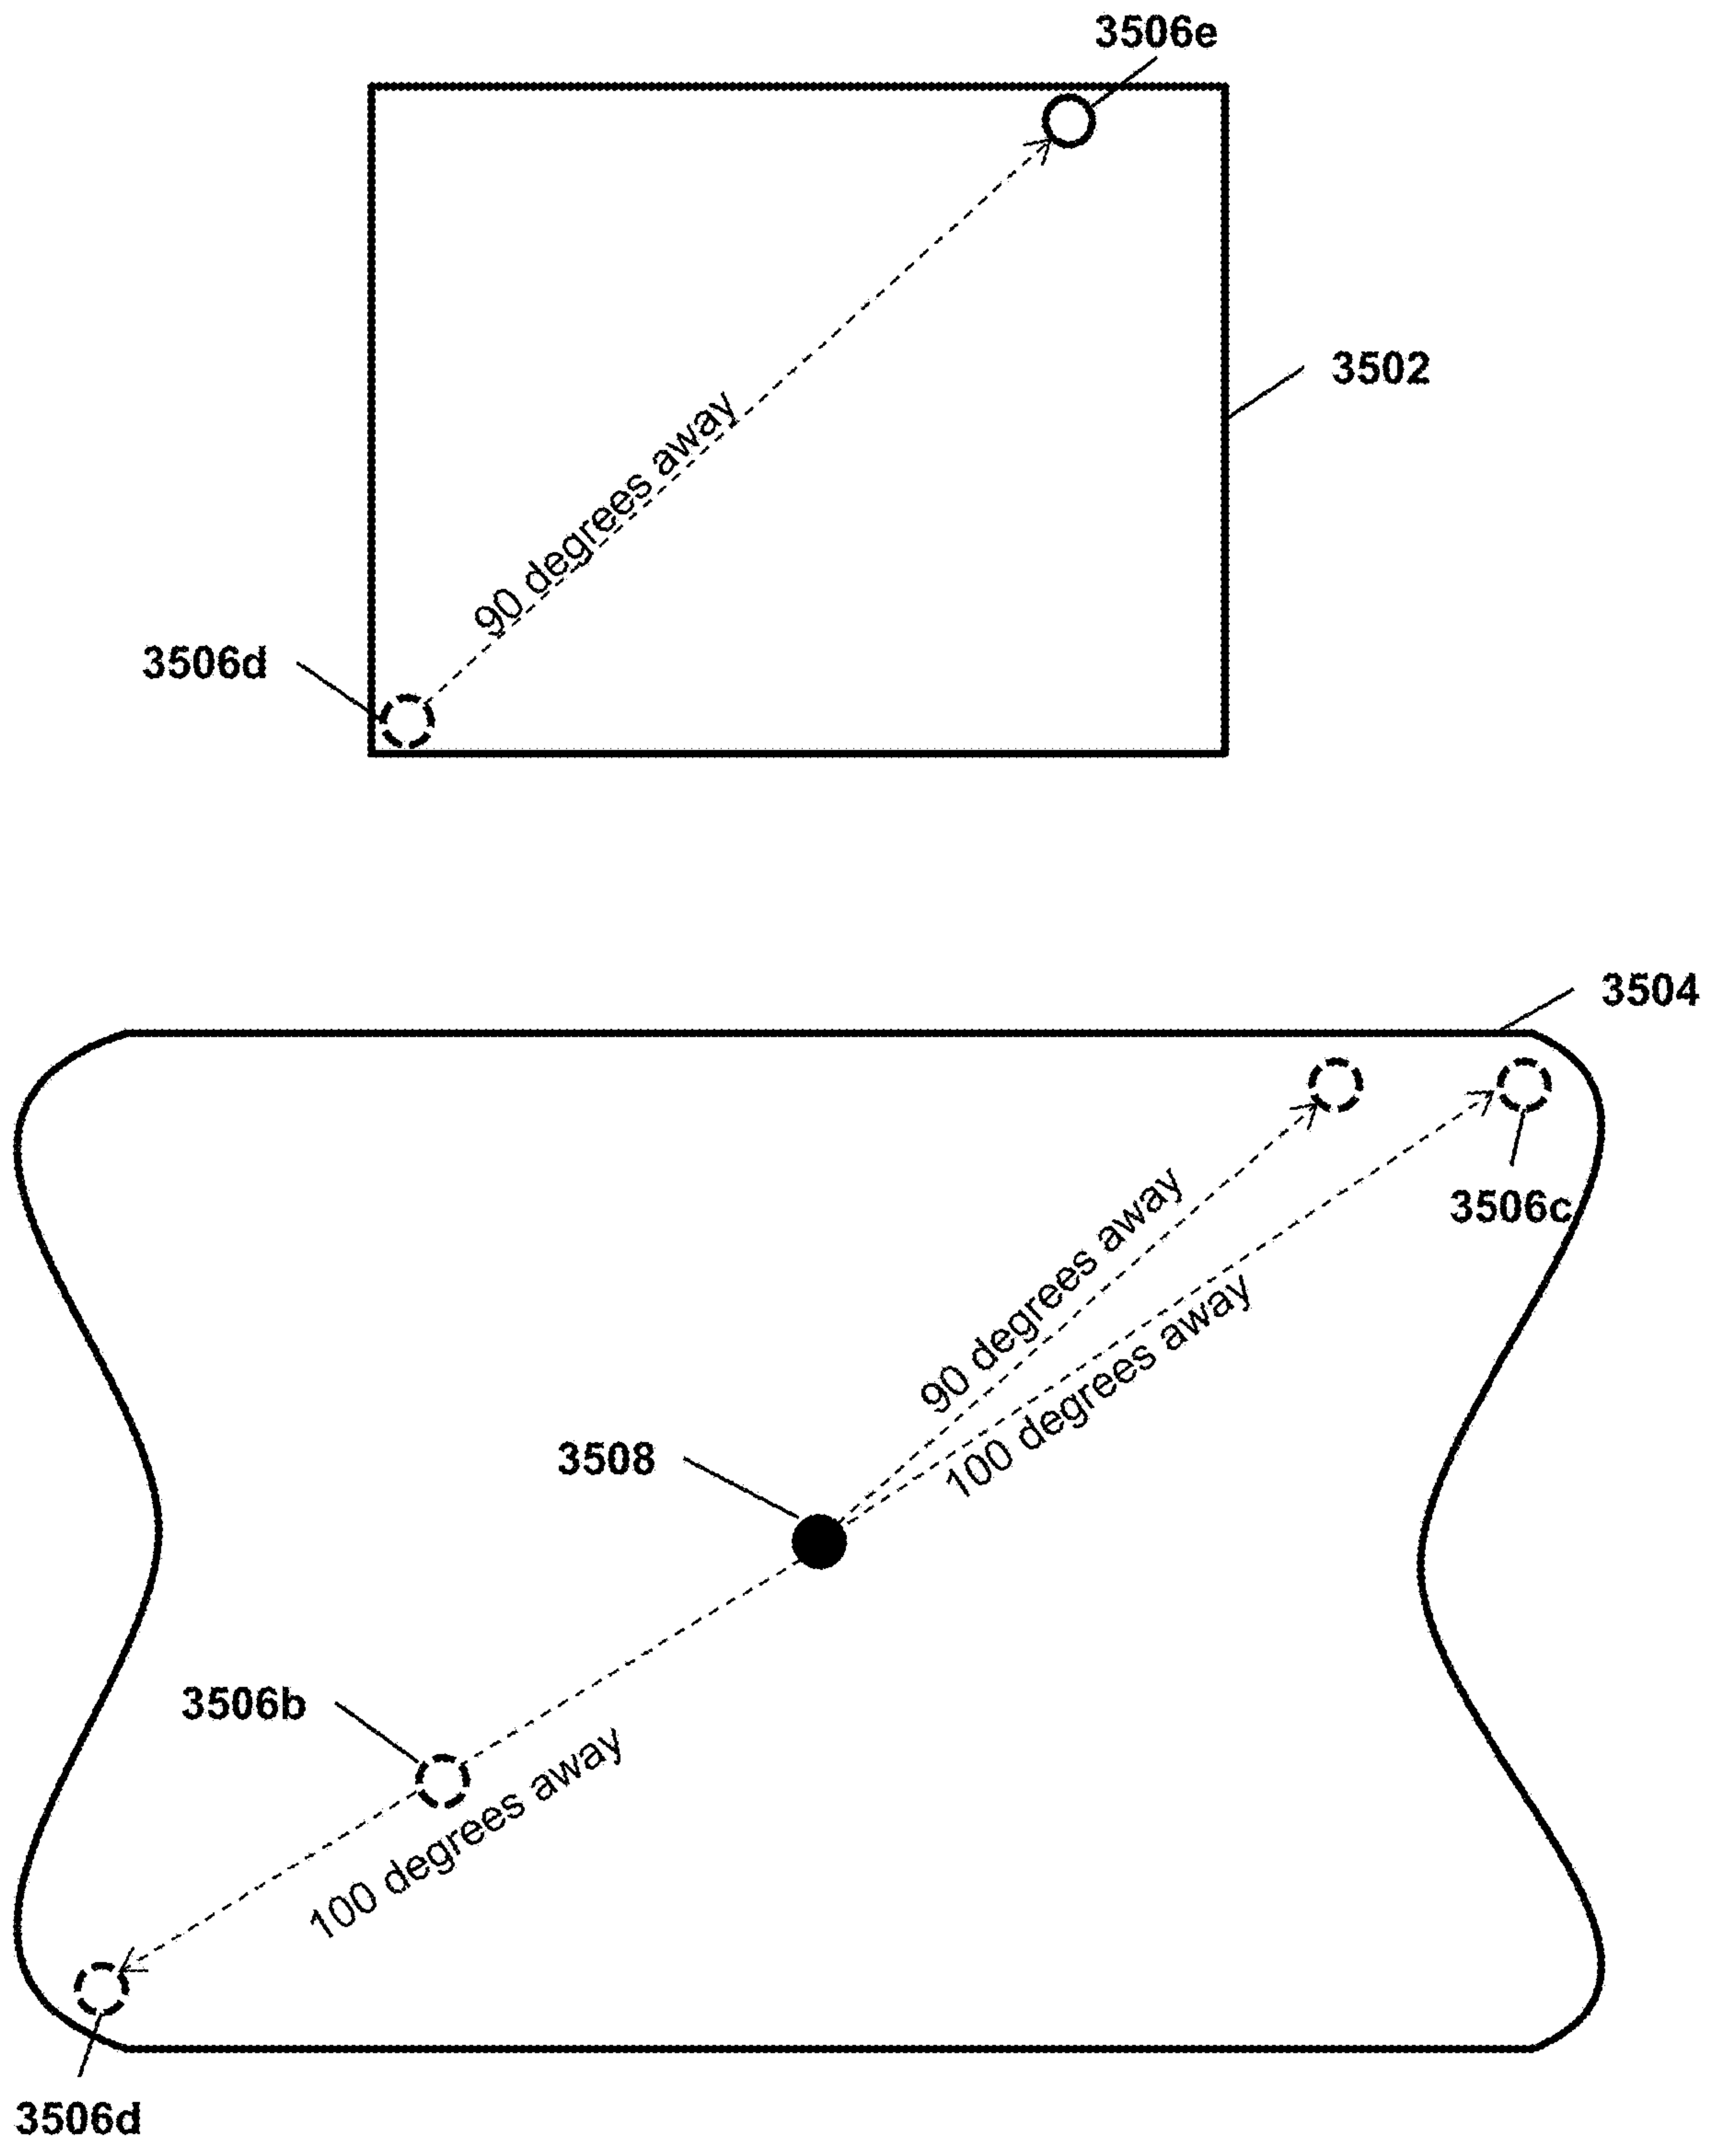 3506e
3502
90 degrees away
3506d
3504
3506c
90 degrees away
100 degrees away
3508
3506b
100 degrees away
3506d